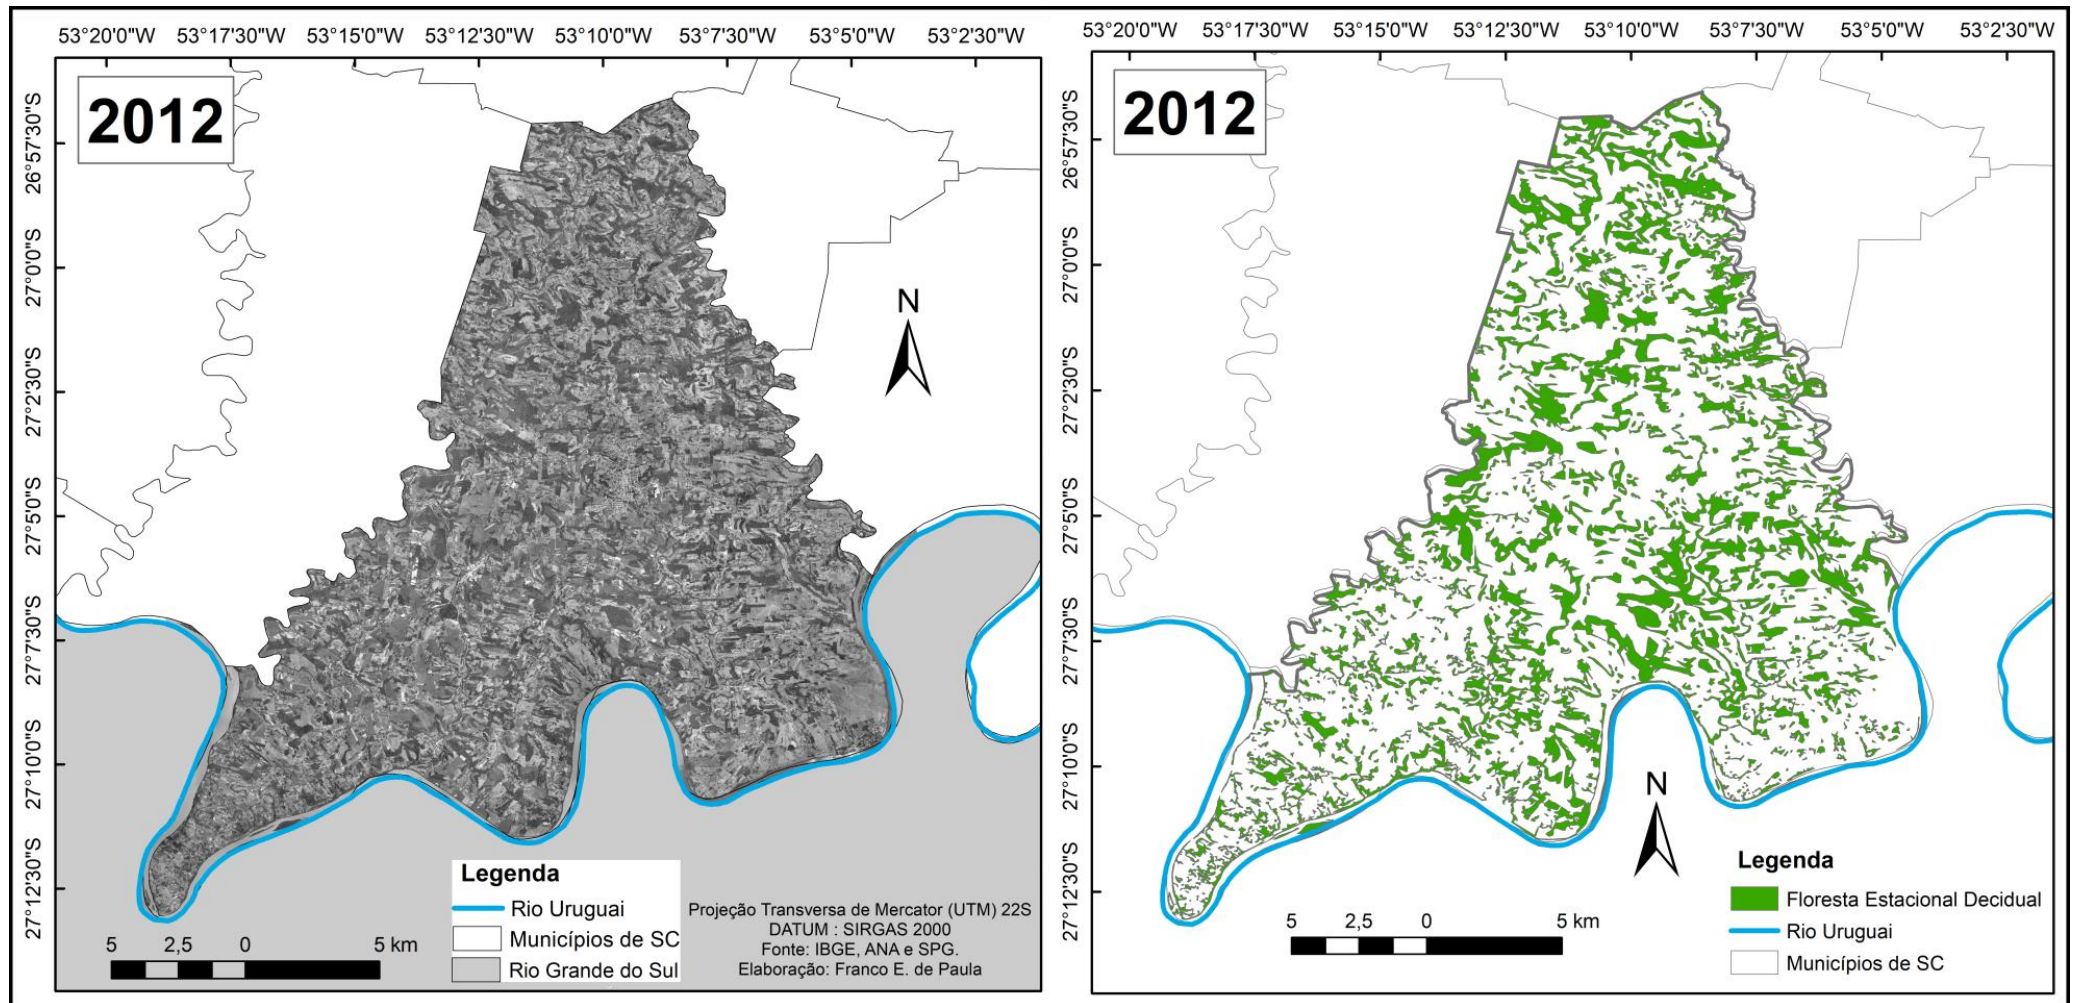 53°20'0"W 53°17'30"W 53°15'0"W 53°12'30"W 53°10'0"W 53°7'30"W 53°5'0"W 53°2'30"W
2012
26°57'30"S
27°0'0"S
27°22'30"S
27°5'0"S
27°7'30"S
27°10'0"S
27°12'30"S
N
Legenda
Rio Uruguai
Municípios de SC
Rio Grande do Sul
Projeção Transversa de Mercator (UTM) 22S
DATUM : SIRGAS 2000
Fonte: IBGE, ANA e SPG.
Elaboração: Franco E. de Paula
5 2,5 0 5 km
53°20'0"W 53°17'30"W 53°15'0"W 53°12'30"W 53°10'0"W 53°7'30"W 53°5'0"W 53°2'30"W
2012
26°57'30"S
27°0'0"S
27°22'30"S
27°5'0"S
27°7'30"S
27°10'0"S
27°12'30"S
N
Legenda
Floresta Estacional Decidual
Rio Uruguai
Municípios de SC
5 2,5 0 5 km